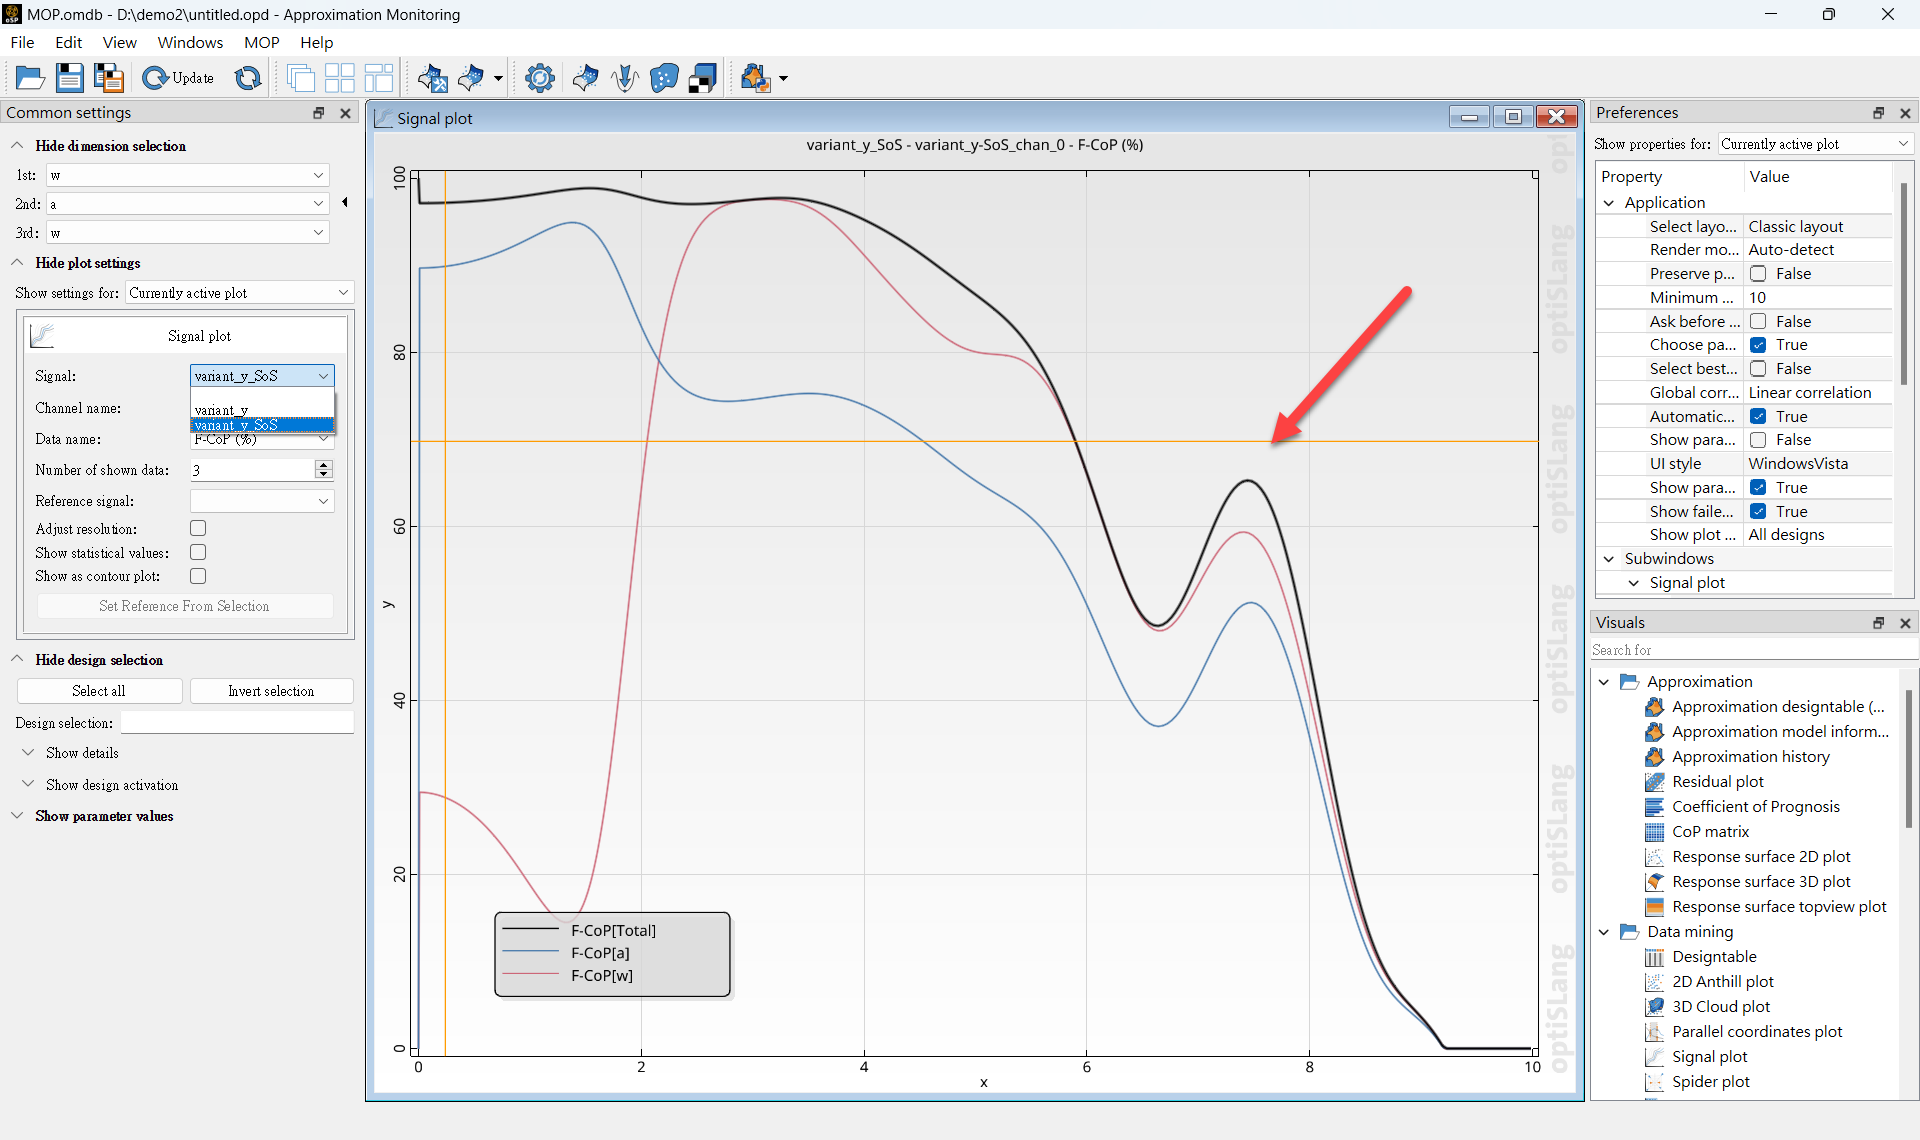 MOP.omdb - D:\demo2\untitled.opd - Approximation Monitoring
File Edit View Windows MOP Help
Update
Common settings
Hide dimension selection
1st: w
2nd: a
3rd: w
Hide plot settings
Show settings for: Currently active plot
Signal plot
Signal: variant_y_SoS
Channel name:
variant_y
variant_y_SoS
Data name: F-CoP (%)
Number of shown data: 3
Reference signal:
Adjust resolution:
Show statistical values:
Show as contour plot:
Set Reference From Selection
Hide design selection
Select all Invert selection
Design selection:
Show details
Show design activation
Show parameter values
Signal plot
variant_y_SoS - variant_y-SoS_chan_0 - F-CoP (%)
100
80
60
40
20
0
y
0 2 4 6 8 10
x
F-CoP[Total]
F-CoP[a]
F-CoP[w]
optiSLang
optiSLang
optiSLang
optiSLang
optiSLang
opti
Preferences
Show properties for: Currently active plot
Property Value
Application
Select layo... Classic layout
Render mo... Auto-detect
Preserve p... False
Minimum ... 10
Ask before ... False
Choose pa... True
Select best... False
Global corr... Linear correlation
Automatic... True
Show para... False
UI style WindowsVista
Show para... True
Show faile... True
Show plot ... All designs
Subwindows
Signal plot
Visuals
Search for
Approximation
Approximation designtable (...
Approximation model inform...
Approximation history
Residual plot
Coefficient of Prognosis
CoP matrix
Response surface 2D plot
Response surface 3D plot
Response surface topview plot
Data mining
Designtable
2D Anthill plot
3D Cloud plot
Parallel coordinates plot
Signal plot
Spider plot